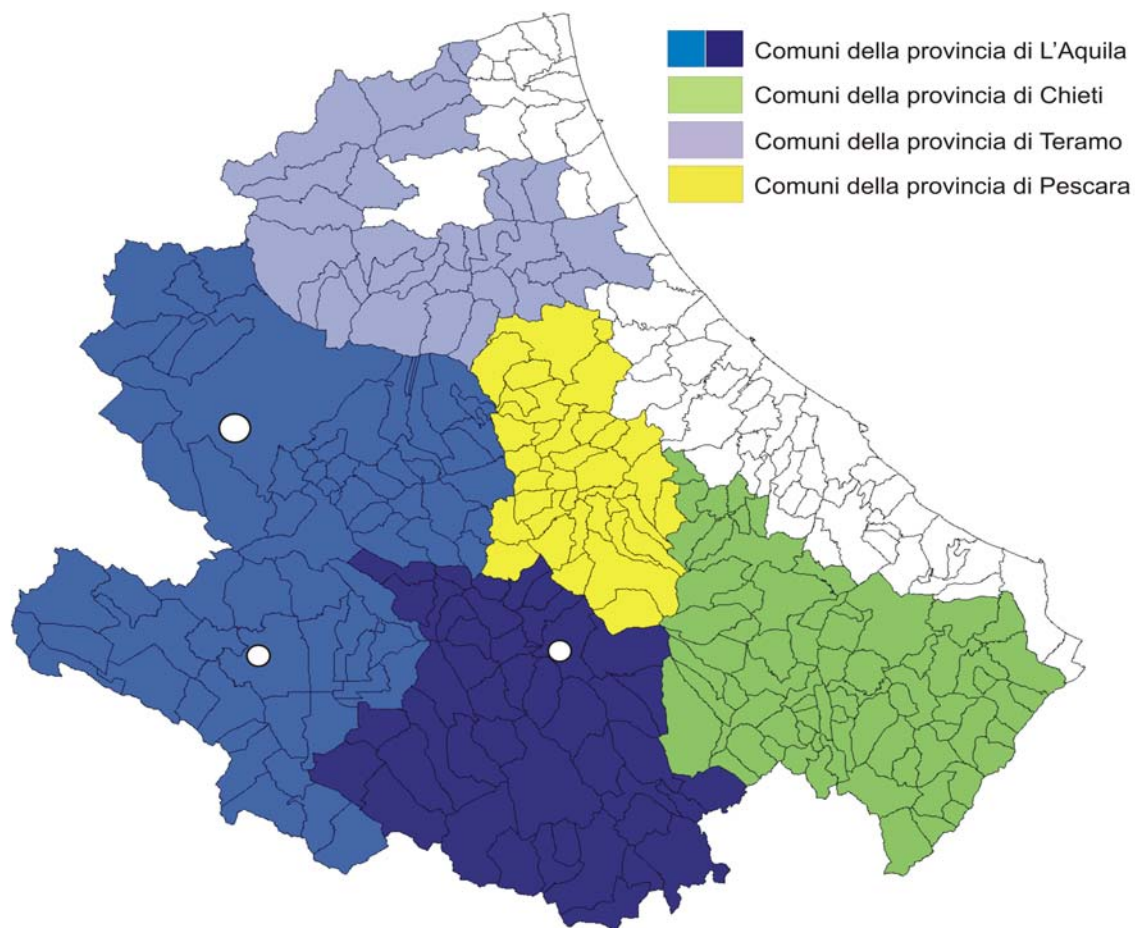 Comuni della provincia di L'Aquila
Comuni della provincia di Chieti
Comuni della provincia di Teramo
Comuni della provincia di Pescara